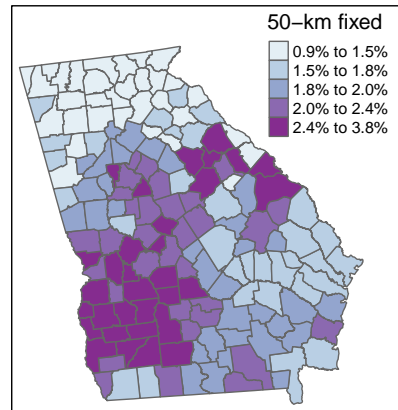 50−km fixed
0.9% to 1.5%
1.5% to 1.8%
1.8% to 2.0%
2.0% to 2.4%
2.4% to 3.8%